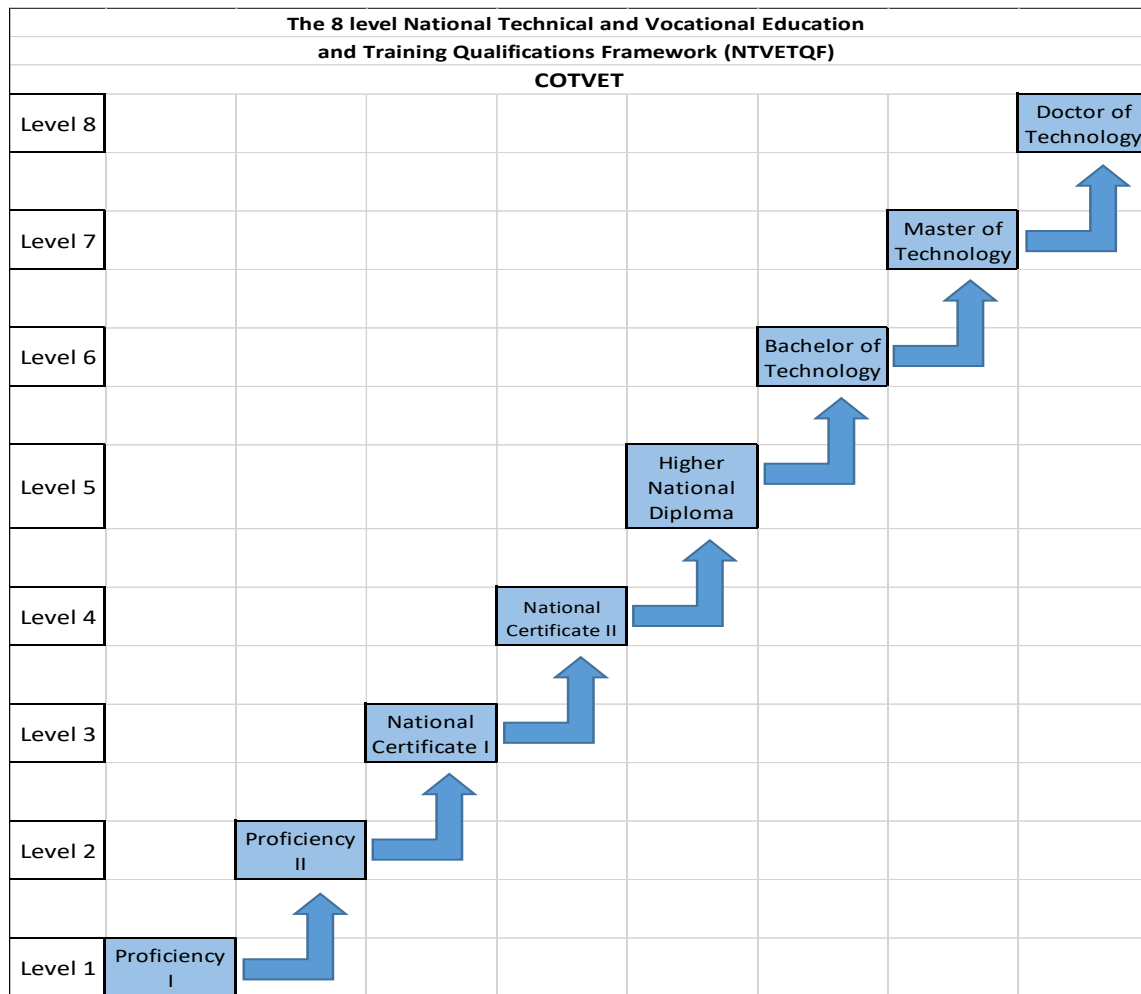 The 8 level National Technical and Vocational Education
and Training Qualifications Framework (NTVETQF)
COTVET
Level 8
Doctor of
Technology
Level 7
Master of
Technology
Level 6
Bachelor of
Technology
Level 5
Higher
National
Diploma
Level 4
National
Certificate II
Level 3
National
Certificate I
Level 2
Proficiency
II
Level 1
Proficiency
I